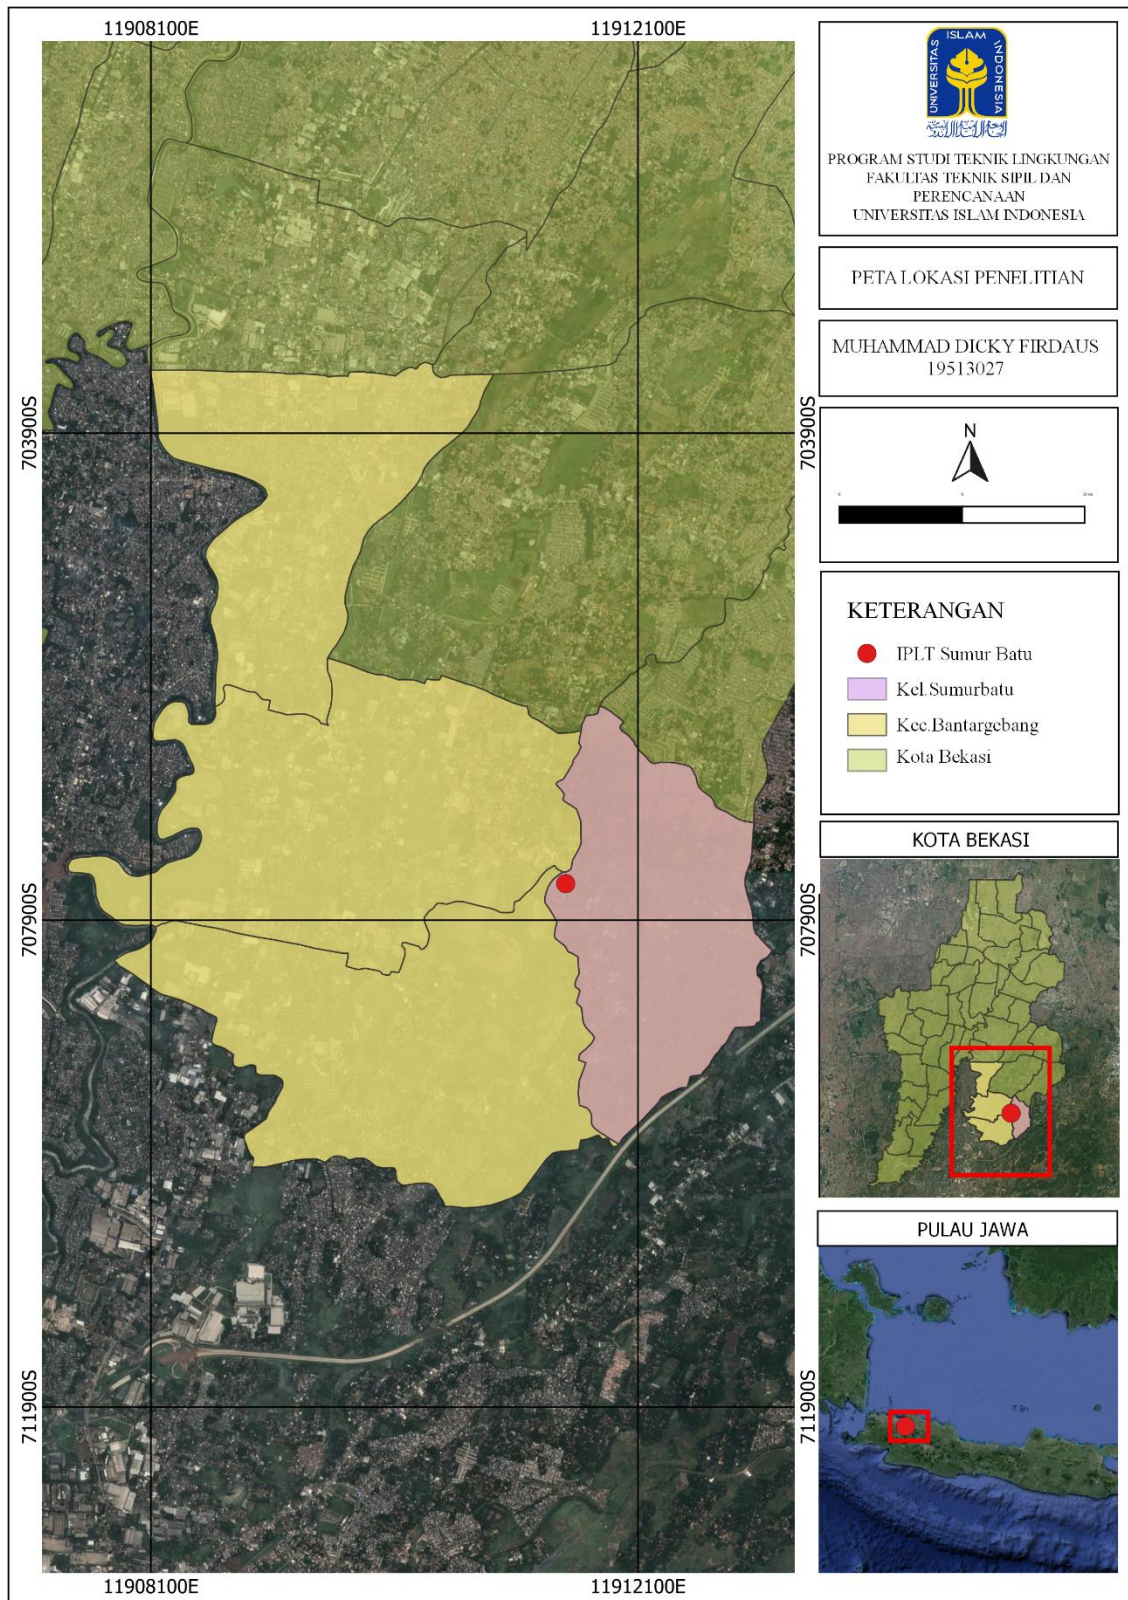 11908100E
11912100E
703900S
703900S
707900S
707900S
711900S
711900S
11908100E
11912100E
UNIVERSITAS
ISLAM
INDONESIA
PROGRAM STUDI TEKNIK LINGKUNGAN
FAKULTAS TEKNIK SIPIL DAN
PERENCANAAN
UNIVERSITAS ISLAM INDONESIA
PETA LOKASI PENELITIAN
MUHAMMAD DICKY FIRDAUS
19513027
N
KETERANGAN
IPLT Sumur Batu
Kel.Sumurbatu
Kec.Bantargebang
Kota Bekasi
KOTA BEKASI
PULAU JAWA